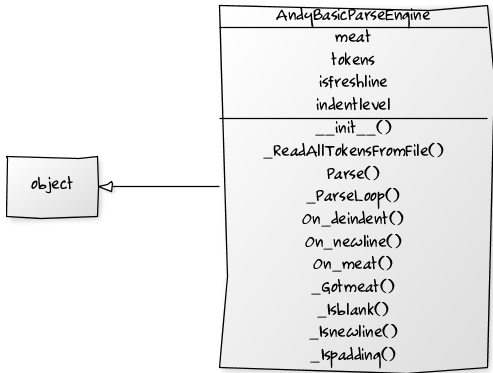 AndyBasicParseEngine
meat
tokens
isfreshline
indentlevel
__init__()
_ReadAllTokensFromFile()
Parse()
_ParseLoop()
On_deindent()
On_newline()
On_meat()
_Gotmeat()
_Isblank()
_Isnewline()
_Ispadding()
object